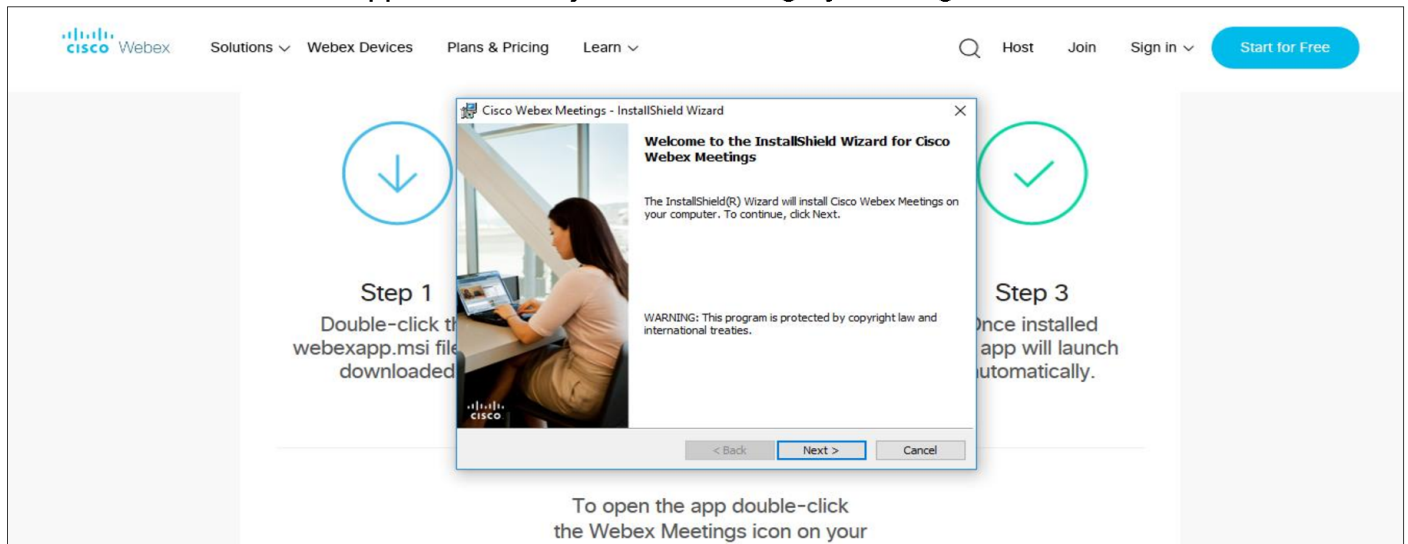 cisco Webex
Solutions
Webex Devices
Plans & Pricing
Learn
Host
Join
Sign in
Start for Free
Cisco Webex Meetings - InstallShield Wizard
Welcome to the InstallShield Wizard for Cisco
Webex Meetings
The InstallShield(R) Wizard will install Cisco Webex Meetings on
your computer. To continue, click Next.
WARNING: This program is protected by copyright law and
international treaties.
cisco
< Back
Next >
Cancel
Step 1
Double-click
webexapp.msi
downloaded
Step 3
installed
app will launch
To open the app double-click
the Webex Meetings icon on your